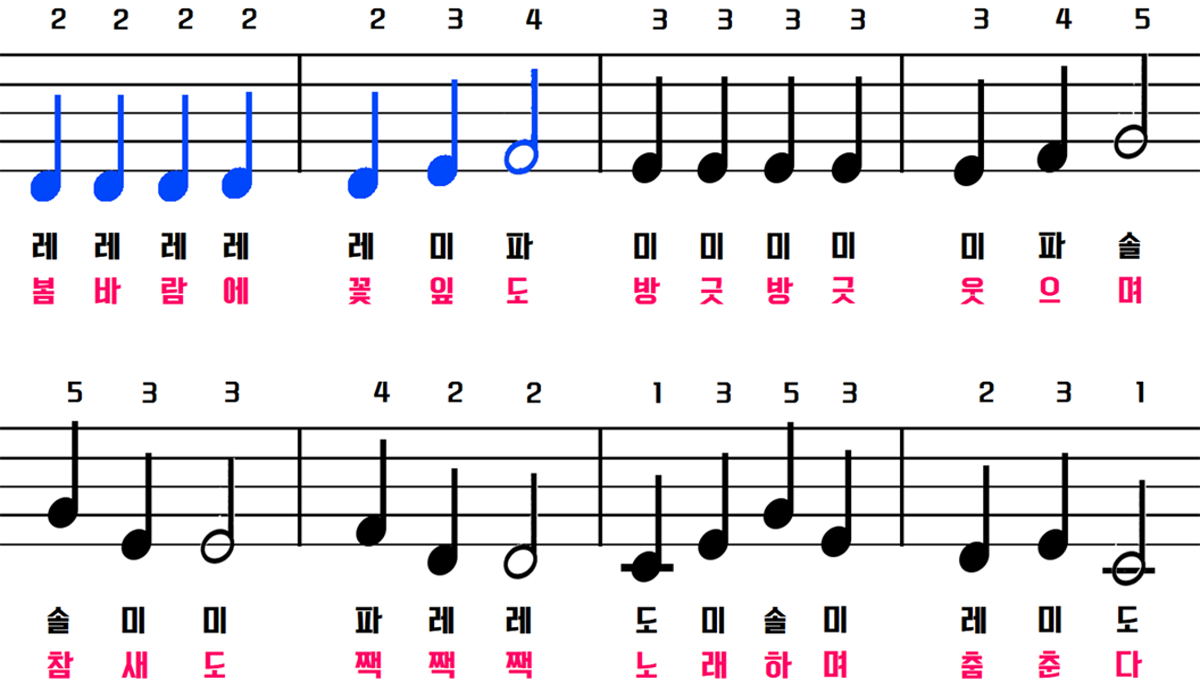 2 2 2 2 2 3 4 3 3 3 3 3 4 5
레 레 레 레 레 미 파 미 미 미 미 미 파 솔
봄 바 람 에 꽃 잎 도 방 긋 방 긋 웃 으 며
5 3 3 4 2 2 1 3 5 3 2 3 1
솔 미 미 파 레 레 도 미 솔 미 레 미 도
참 새 도 짹 짹 짹 노 래 하 며 춤 춘 다